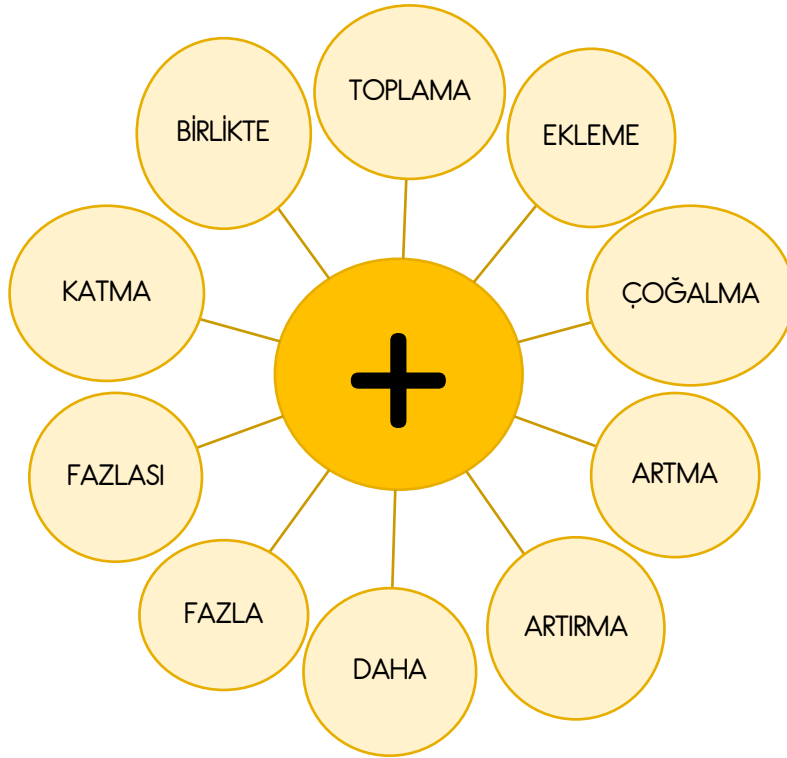 TOPLAMA
EKLEME
ÇOĞALMA
ARTMA
ARTIRMA
DAHA
FAZLA
FAZLASI
KATMA
BİRLİKTE
+